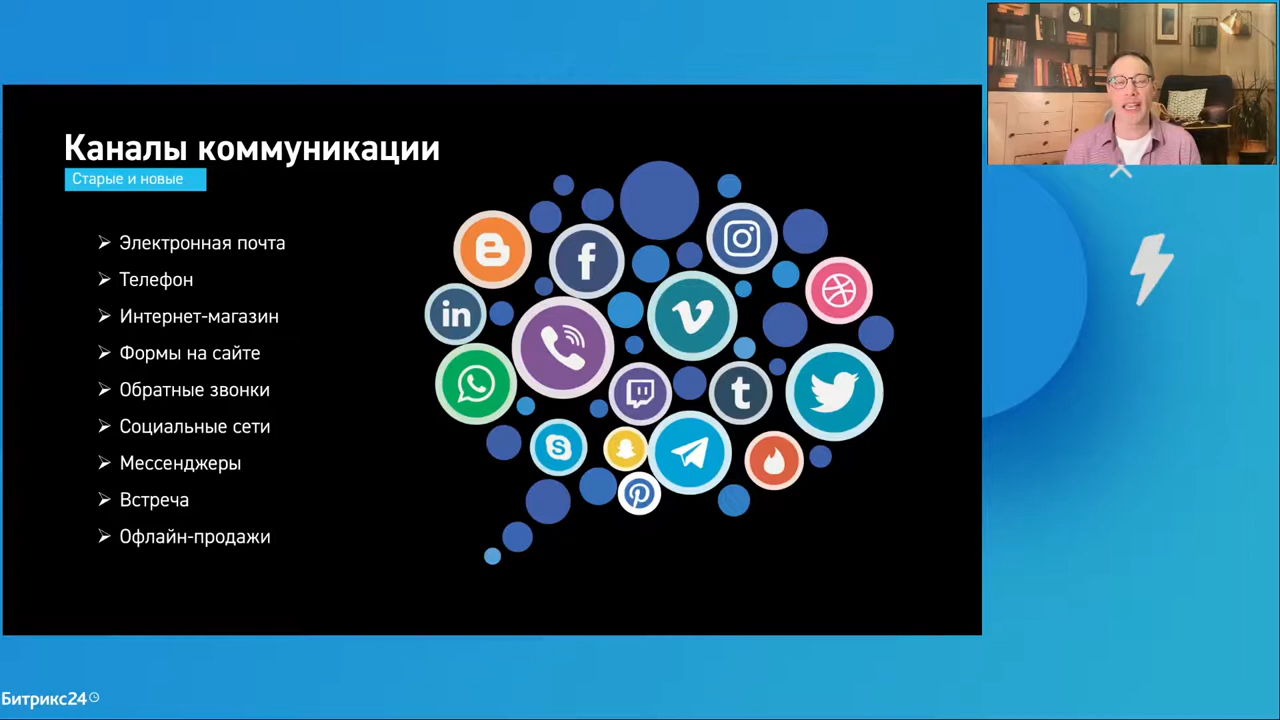 Каналы коммуникации
Старые и новые
Электронная почта
Телефон
Интернет-магазин
Формы на сайте
Обратные звонки
Социальные сети
Мессенджеры
Встреча
Офлайн-продажи
in
f
t
Битрикс24